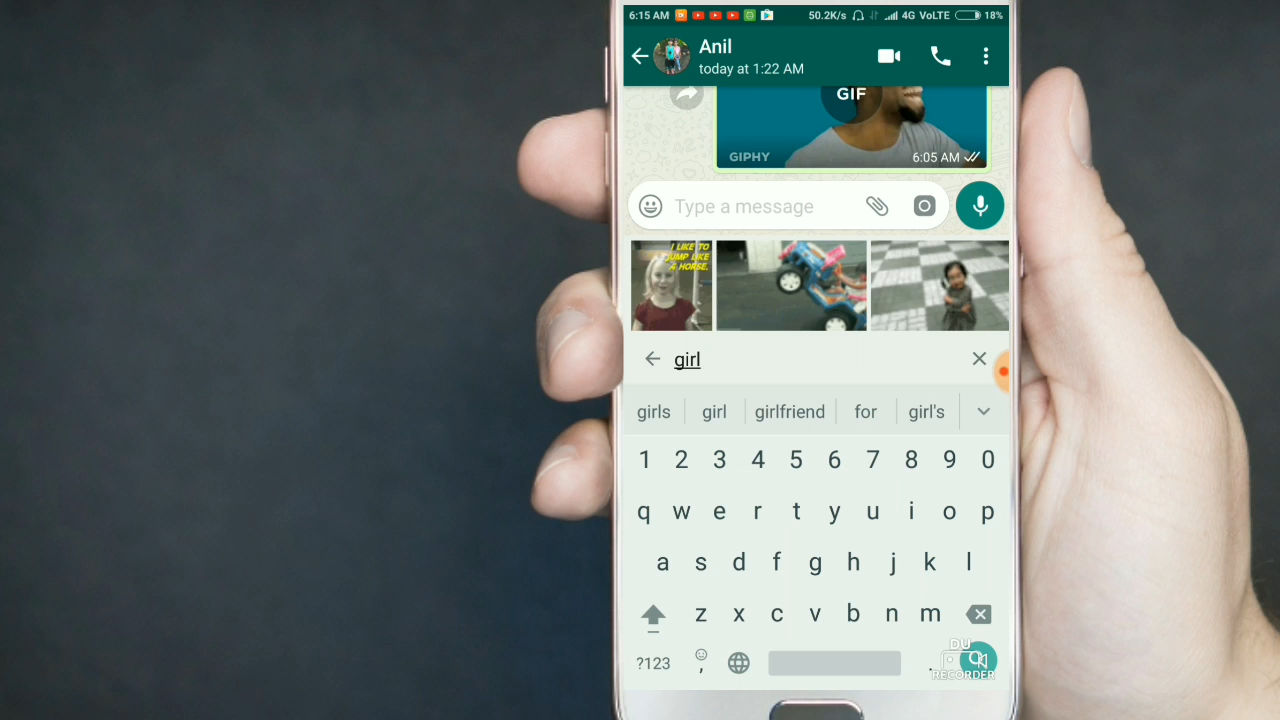 6:15 AM 50.2K/s 4G VoLTE 18%
Anil
today at 1:22 AM
GIF
GIPHY 6:05 AM
Type a message
I LIKE TO
JUMP LIKE
A HORSE.
girl
girls girl girlfriend for girl's
1 2 3 4 5 6 7 8 9 0
q w e r t y u i o p
a s d f g h j k l
z x c v b n m
?123 , .
DU
RECORDER